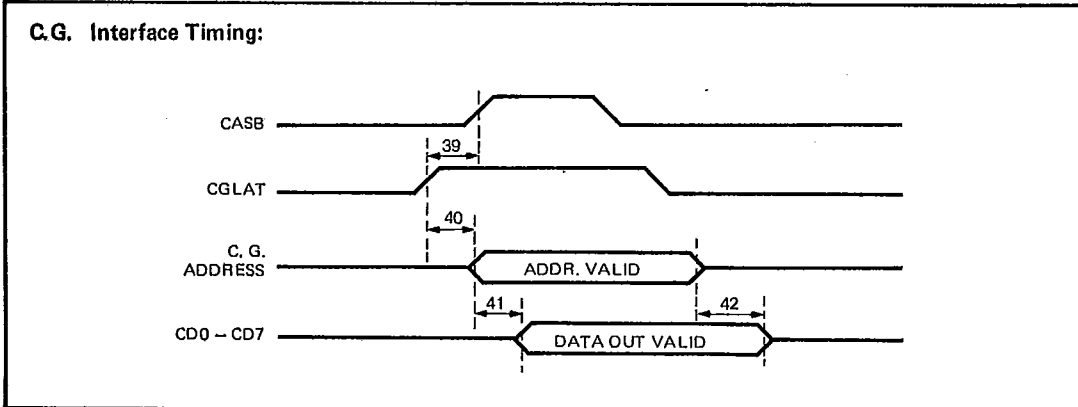 C.G. Interface Timing:
CASB
39
CGLAT
40
C. G.
ADDRESS
ADDR. VALID
41
42
CD0 – CD7
DATA OUT VALID